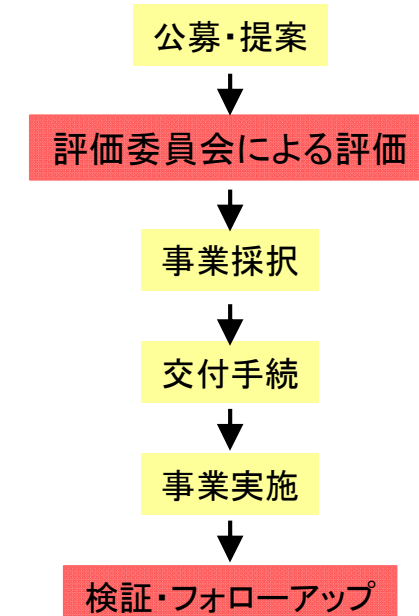 公募・提案
評価委員会による評価
事業採択
交付手続
事業実施
検証・フォローアップ